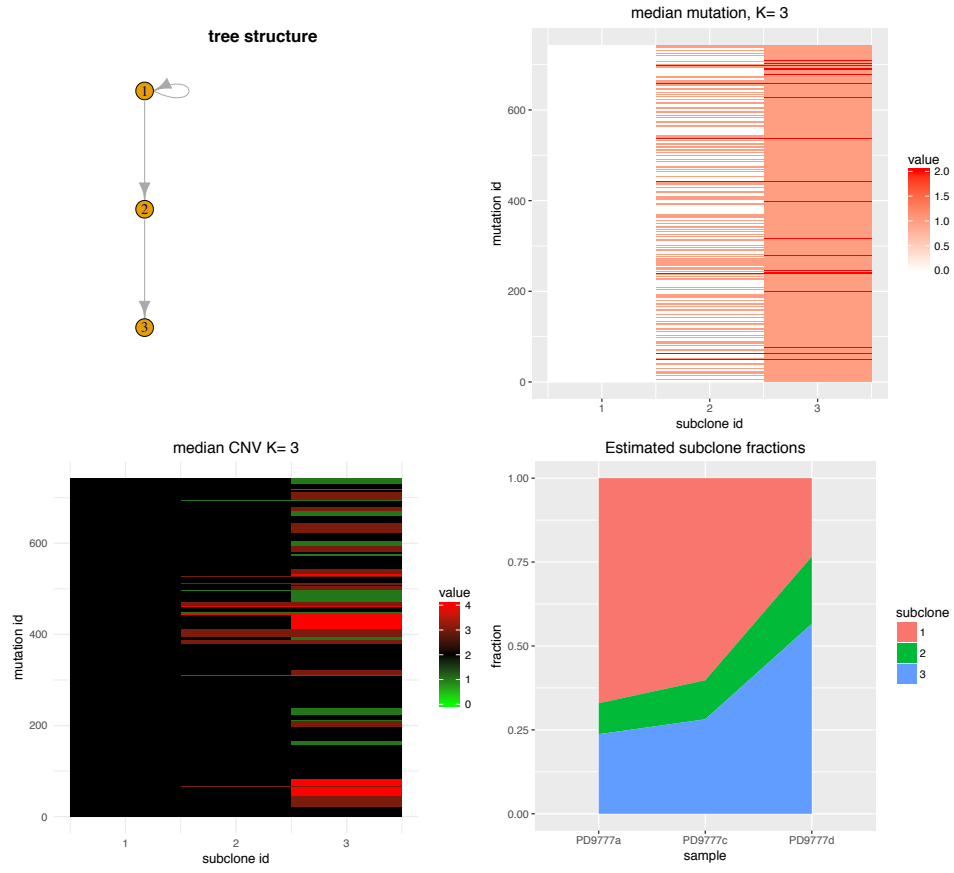 tree structure
1
2
3
median mutation, K= 3
mutation id
600
400
200
0
1
2
3
subclone id
value
2.0
1.5
1.0
0.5
0.0
median CNV K= 3
mutation id
600
400
200
0
1
2
3
subclone id
value
4
3
2
1
0
Estimated subclone fractions
fraction
1.00
0.75
0.50
0.25
0.00
PD9777a
PD9777c
PD9777d
sample
subclone
1
2
3